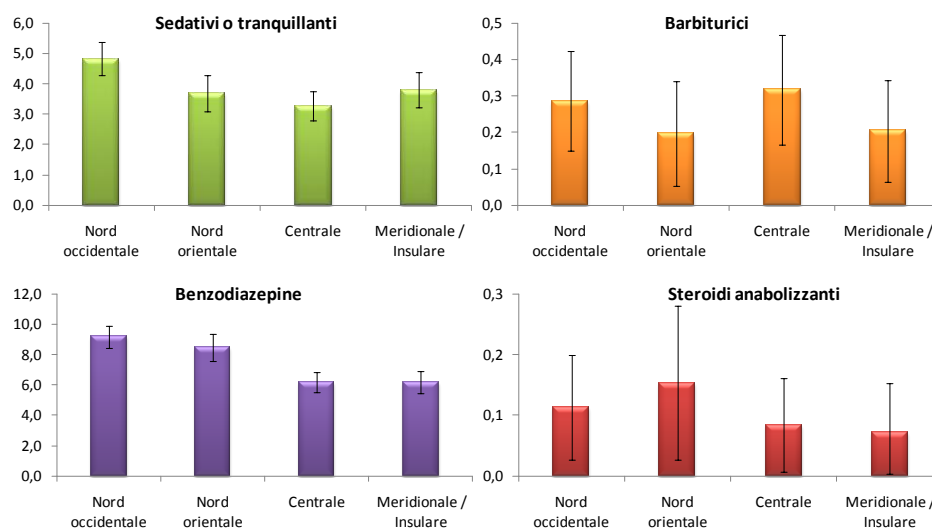 Sedativi o tranquillanti
6,0
5,0
4,0
3,0
2,0
1,0
0,0
Nord
occidentale
Nord
orientale
Centrale
Meridionale /
Insulare
Barbiturici
0,5
0,4
0,3
0,2
0,1
0,0
Nord
occidentale
Nord
orientale
Centrale
Meridionale /
Insulare
Benzodiazepine
12,0
10,0
8,0
6,0
4,0
2,0
0,0
Nord
occidentale
Nord
orientale
Centrale
Meridionale /
Insulare
Steroidi anabolizzanti
0,3
0,2
0,1
0,0
Nord
occidentale
Nord
orientale
Centrale
Meridionale /
Insulare